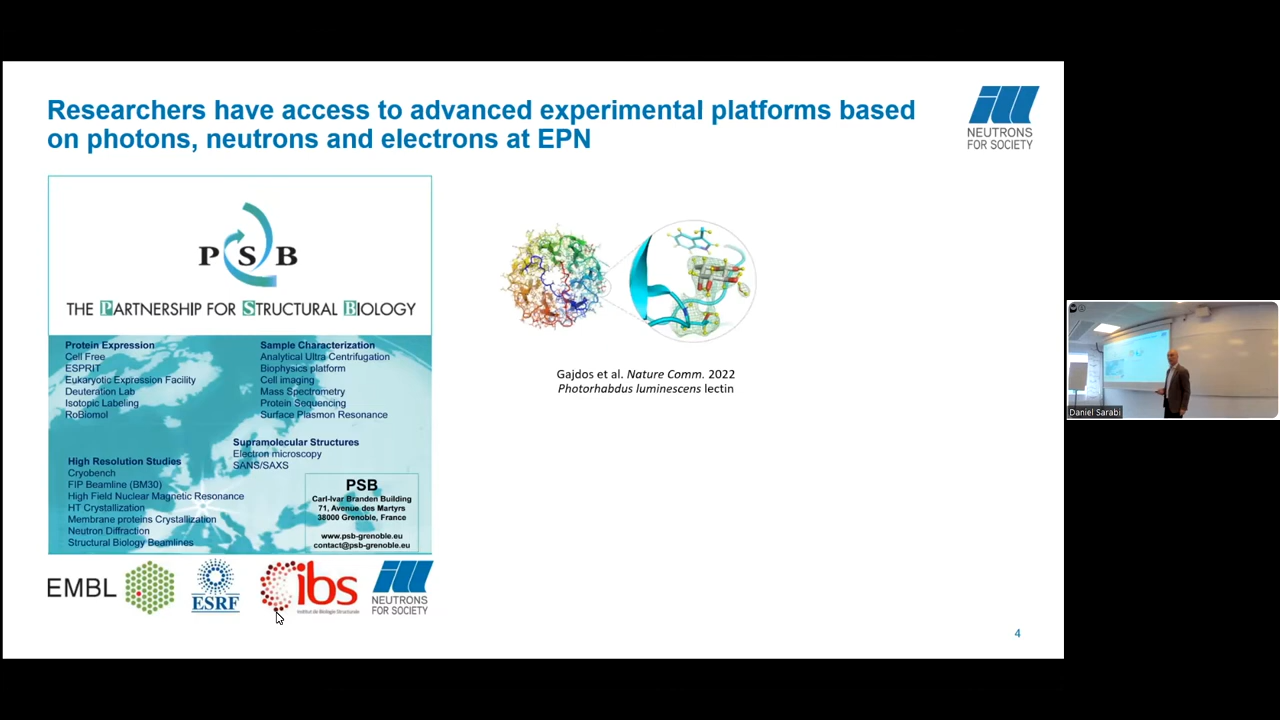 Researchers have access to advanced experimental platforms based
on photons, neutrons and electrons at EPN
ill
NEUTRONS
FOR SOCIETY
P S B
THE PARTNERSHIP FOR STRUCTURAL BIOLOGY
Protein Expression
Cell Free
ESPRIT
Eukaryotic Expression Facility
Deuteration Lab
Isotopic Labeling
RoBiomol
Sample Characterization
Analytical Ultra Centrifugation
Biophysics platform
Cell imaging
Mass Spectrometry
Protein Sequencing
Surface Plasmon Resonance
Supramolecular Structures
Electron microscopy
SANS/SAXS
High Resolution Studies
Cryobench
FIP Beamline (BM30)
High Field Nuclear Magnetic Resonance
HT Crystallization
Membrane proteins Crystallization
Neutron Diffraction
Structural Biology Beamlines
PSB
Carl-Ivar Branden Building
71, Avenue des Martyrs
38000 Grenoble, France
www.psb-grenoble.eu
contact@psb-grenoble.eu
EMBL
ESRF
ibs
Institut de Biologie Structurale
ill
NEUTRONS
FOR SOCIETY
Gajdos et al. Nature Comm. 2022
Photorhabdus luminescens lectin
4
Daniel Sarabi